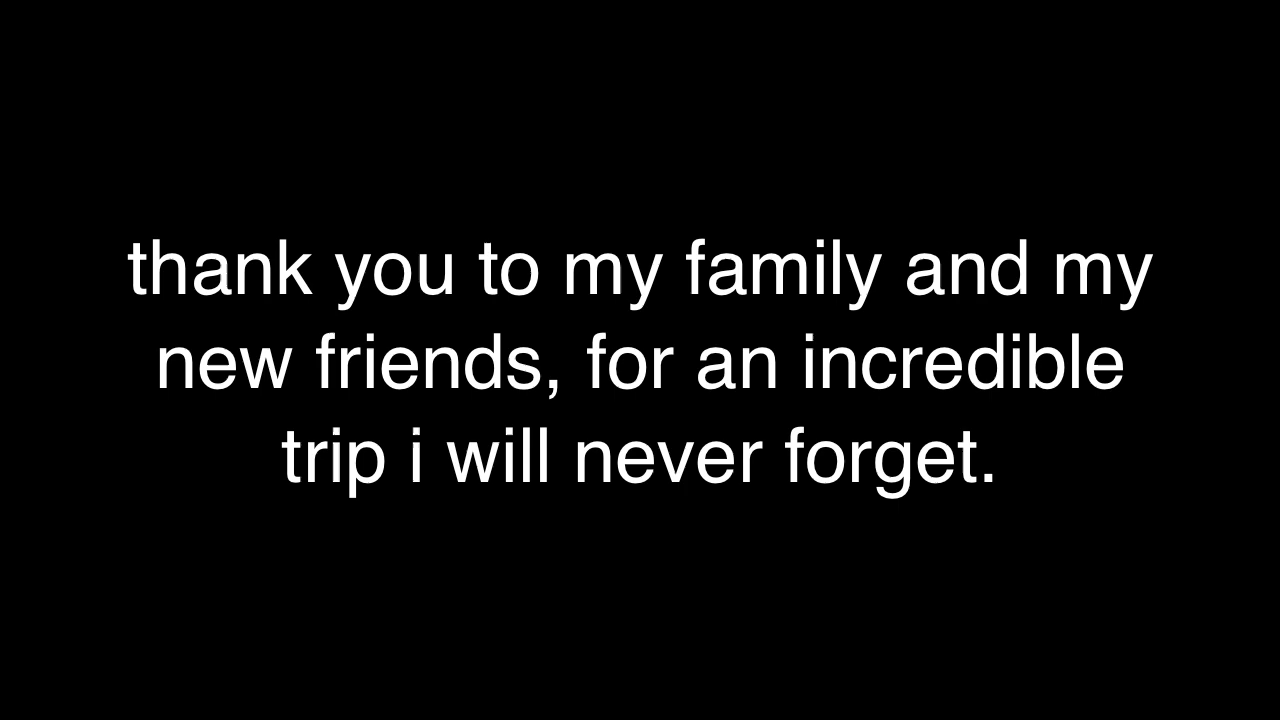 thank you to my family and my
new friends, for an incredible
trip i will never forget.